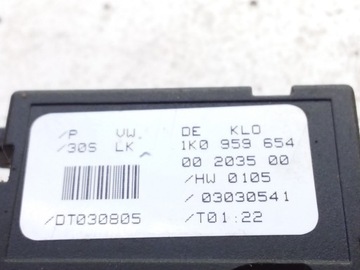 /P VW. DE KLO
/30S LK 1K0 959 654
00 2035 00
/HW 0105
/ 03030541
/DT030805 /T01:22